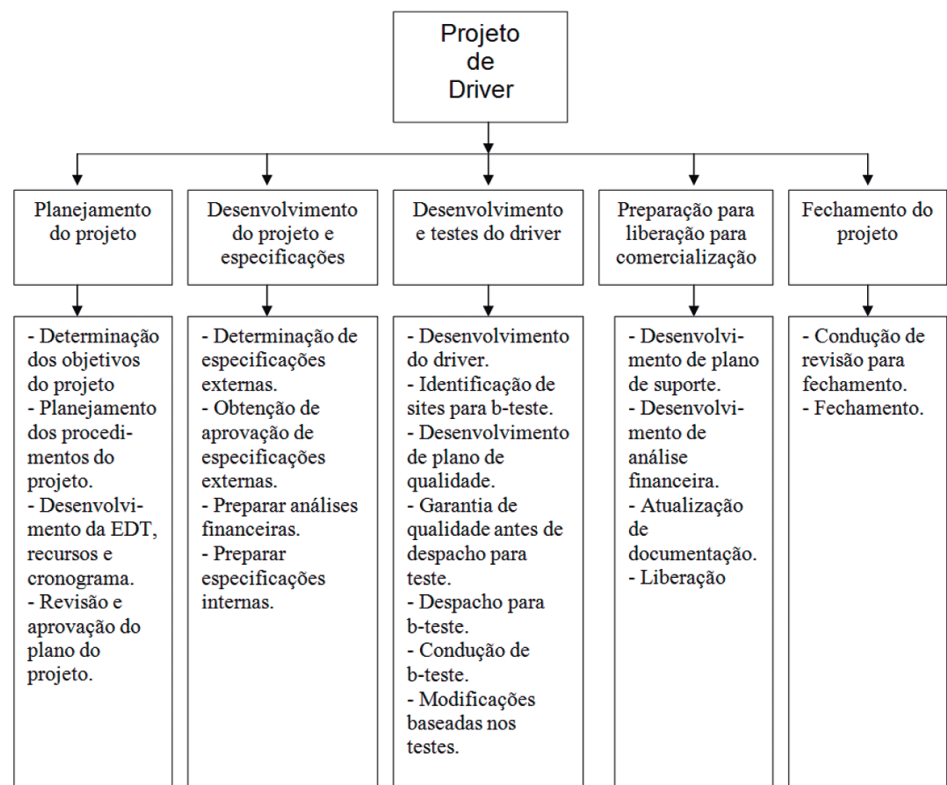 Projeto
de
Driver
Planejamento
do projeto
Desenvolvimento
do projeto e
especificações
Desenvolvimento
e testes do driver
Preparação para
liberação para
comercialização
Fechamento do
projeto
- Determinação
dos objetivos
do projeto
- Planejamento
dos procedi-
mentos do
projeto.
- Desenvolvi-
mento da EDT,
recursos e
cronograma.
- Revisão e
aprovação do
plano do
projeto.
- Determinação de
especificações
externas.
- Obtenção de
aprovação de
especificações
externas.
- Preparar análises
financeiras.
- Preparar
especificações
internas.
- Desenvolvimento
do driver.
- Identificação de
sites para b-teste.
- Desenvolvimento
de plano de
qualidade.
- Garantia de
qualidade antes de
despacho para
teste.
- Despacho para
b-teste.
- Condução de
b-teste.
- Modificações
baseadas nos
testes.
- Desenvolvi-
mento de plano
de suporte.
- Desenvolvi-
mento de
análise
financeira.
- Atualização
de
documentação.
- Liberação
- Condução de
revisão para
fechamento.
- Fechamento.